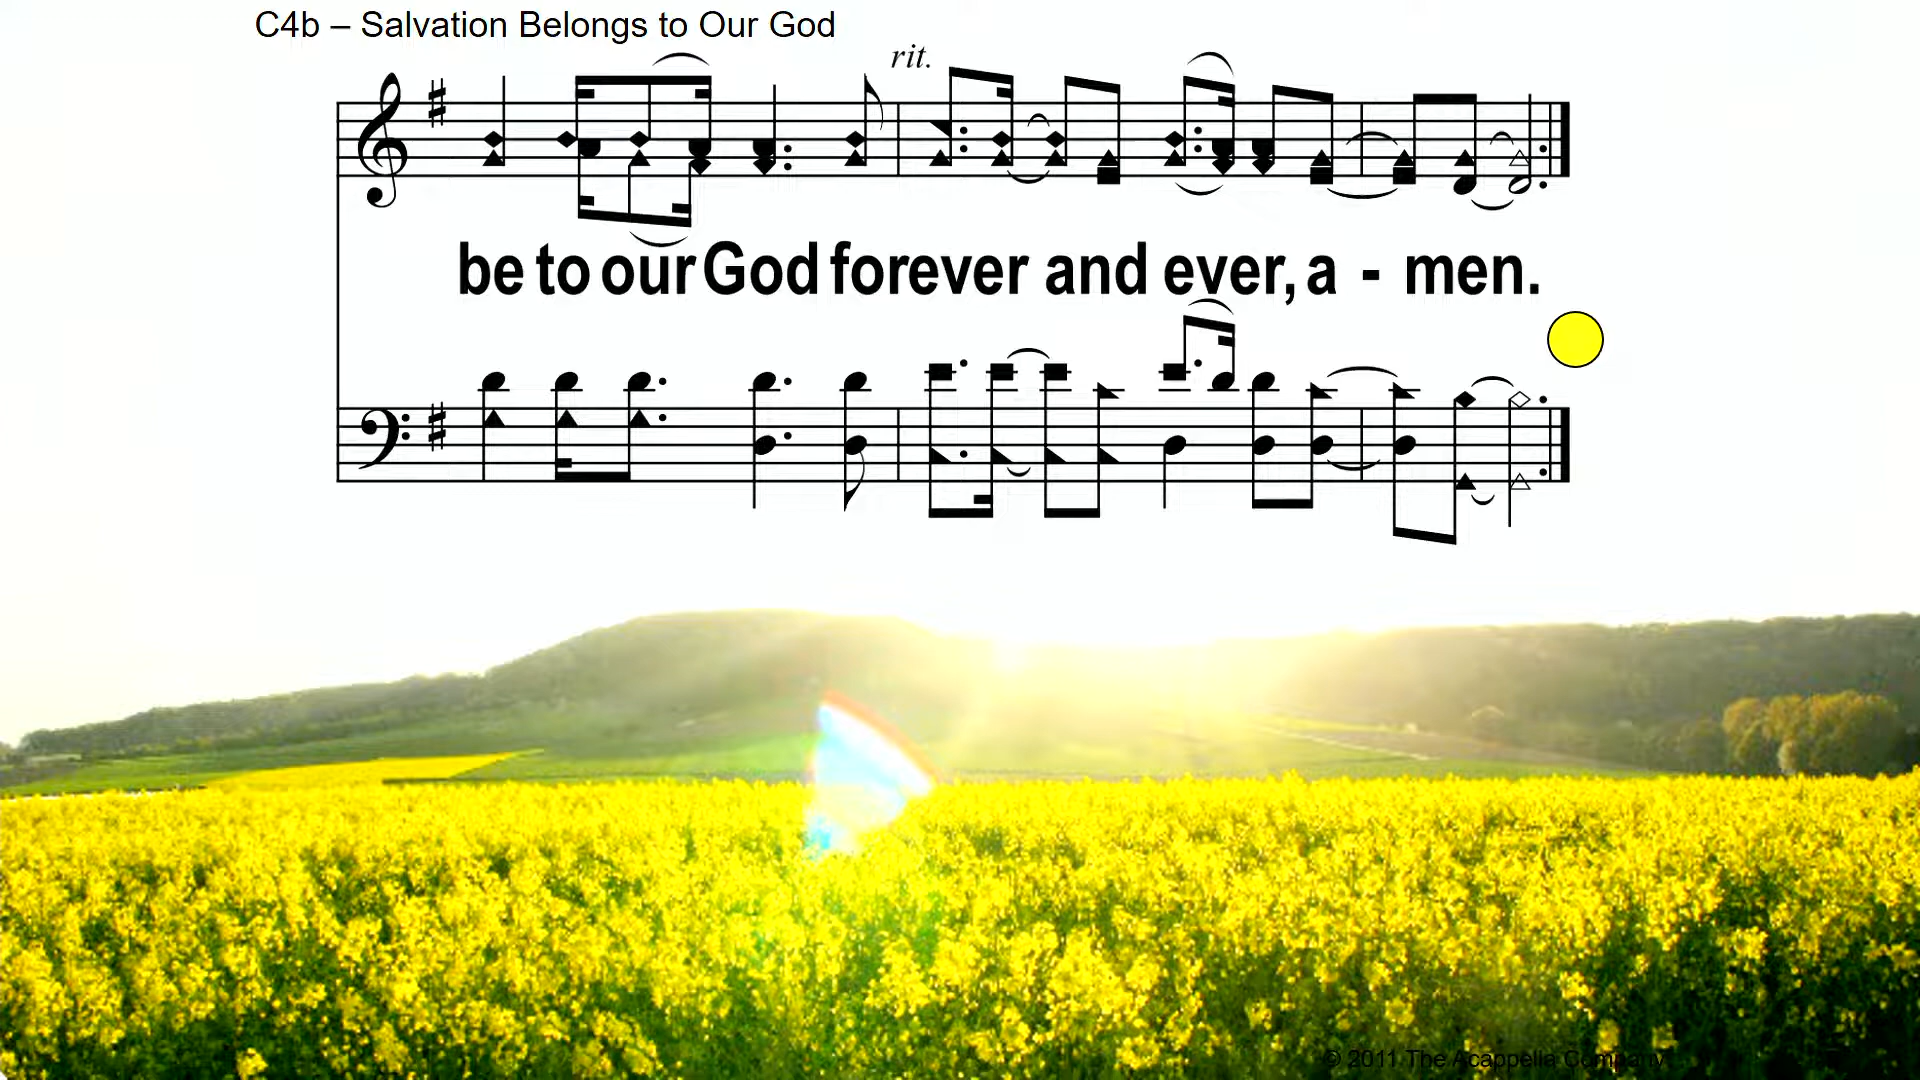 C4b – Salvation Belongs to Our God
rit.
be to our God forever and ever, a - men.
© 2011 The Acappella Company